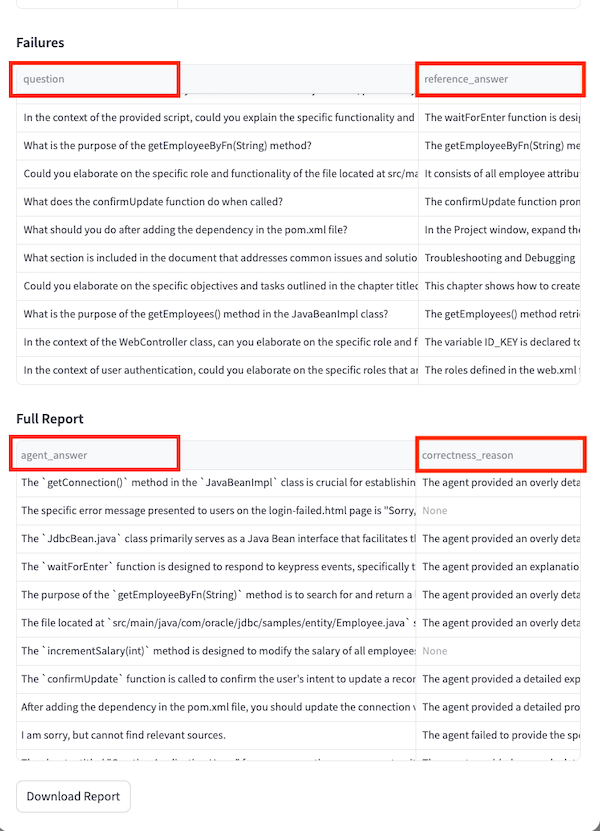 Failures
question reference_answer
In the context of the provided script, could you explain the specific functionality and The waitForEnter function is desig
What is the purpose of the getEmployeeByFn(String) method? The getEmployeeByFn(String) me
Could you elaborate on the specific role and functionality of the file located at src/ma It consists of all employee attribu
What does the confirmUpdate function do when called? The confirmUpdate function pron
What should you do after adding the dependency in the pom.xml file? In the Project window, expand the
What section is included in the document that addresses common issues and solutio Troubleshooting and Debugging
Could you elaborate on the specific objectives and tasks outlined in the chapter titled This chapter shows how to create
What is the purpose of the getEmployees() method in the JavaBeanImpl class? The getEmployees() method retri
In the context of the WebController class, can you elaborate on the specific role and f The variable ID_KEY is declared to
In the context of user authentication, could you elaborate on the specific roles that ar The roles defined in the web.xml
Full Report
agent_answer correctness_reason
The `getConnection()` method in the `JavaBeanImpl` class is crucial for establishin The agent provided an overly deta
The specific error message presented to users on the login-failed.html page is "Sorry, None
The `JdbcBean.java` class primarily serves as a Java Bean interface that facilitates tl The agent provided an overly deta
The `waitForEnter` function is designed to respond to keypress events, specifically t The agent provided an explanatio
The purpose of the `getEmployeeByFn(String)` method is to search for and return a The agent provided an overly deta
The file located at `src/main/java/com/oracle/jdbc/samples/entity/Employee.java` s The agent provided an overly deta
The `incrementSalary(int)` method is designed to modify the salary of all employees None
The `confirmUpdate` function is called to confirm the user's intent to update a recor The agent provided a detailed exp
After adding the dependency in the pom.xml file, you should update the connection The agent provided a detailed pro
I am sorry, but cannot find relevant sources. The agent failed to provide the spe
Download Report